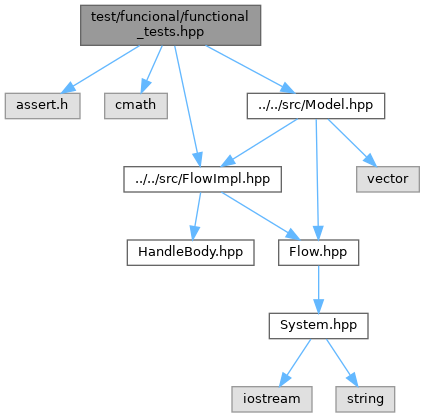 test/funcional/functional
_tests.hpp
assert.h
cmath
../../src/Model.hpp
../../src/FlowImpl.hpp
vector
HandleBody.hpp
Flow.hpp
System.hpp
iostream
string